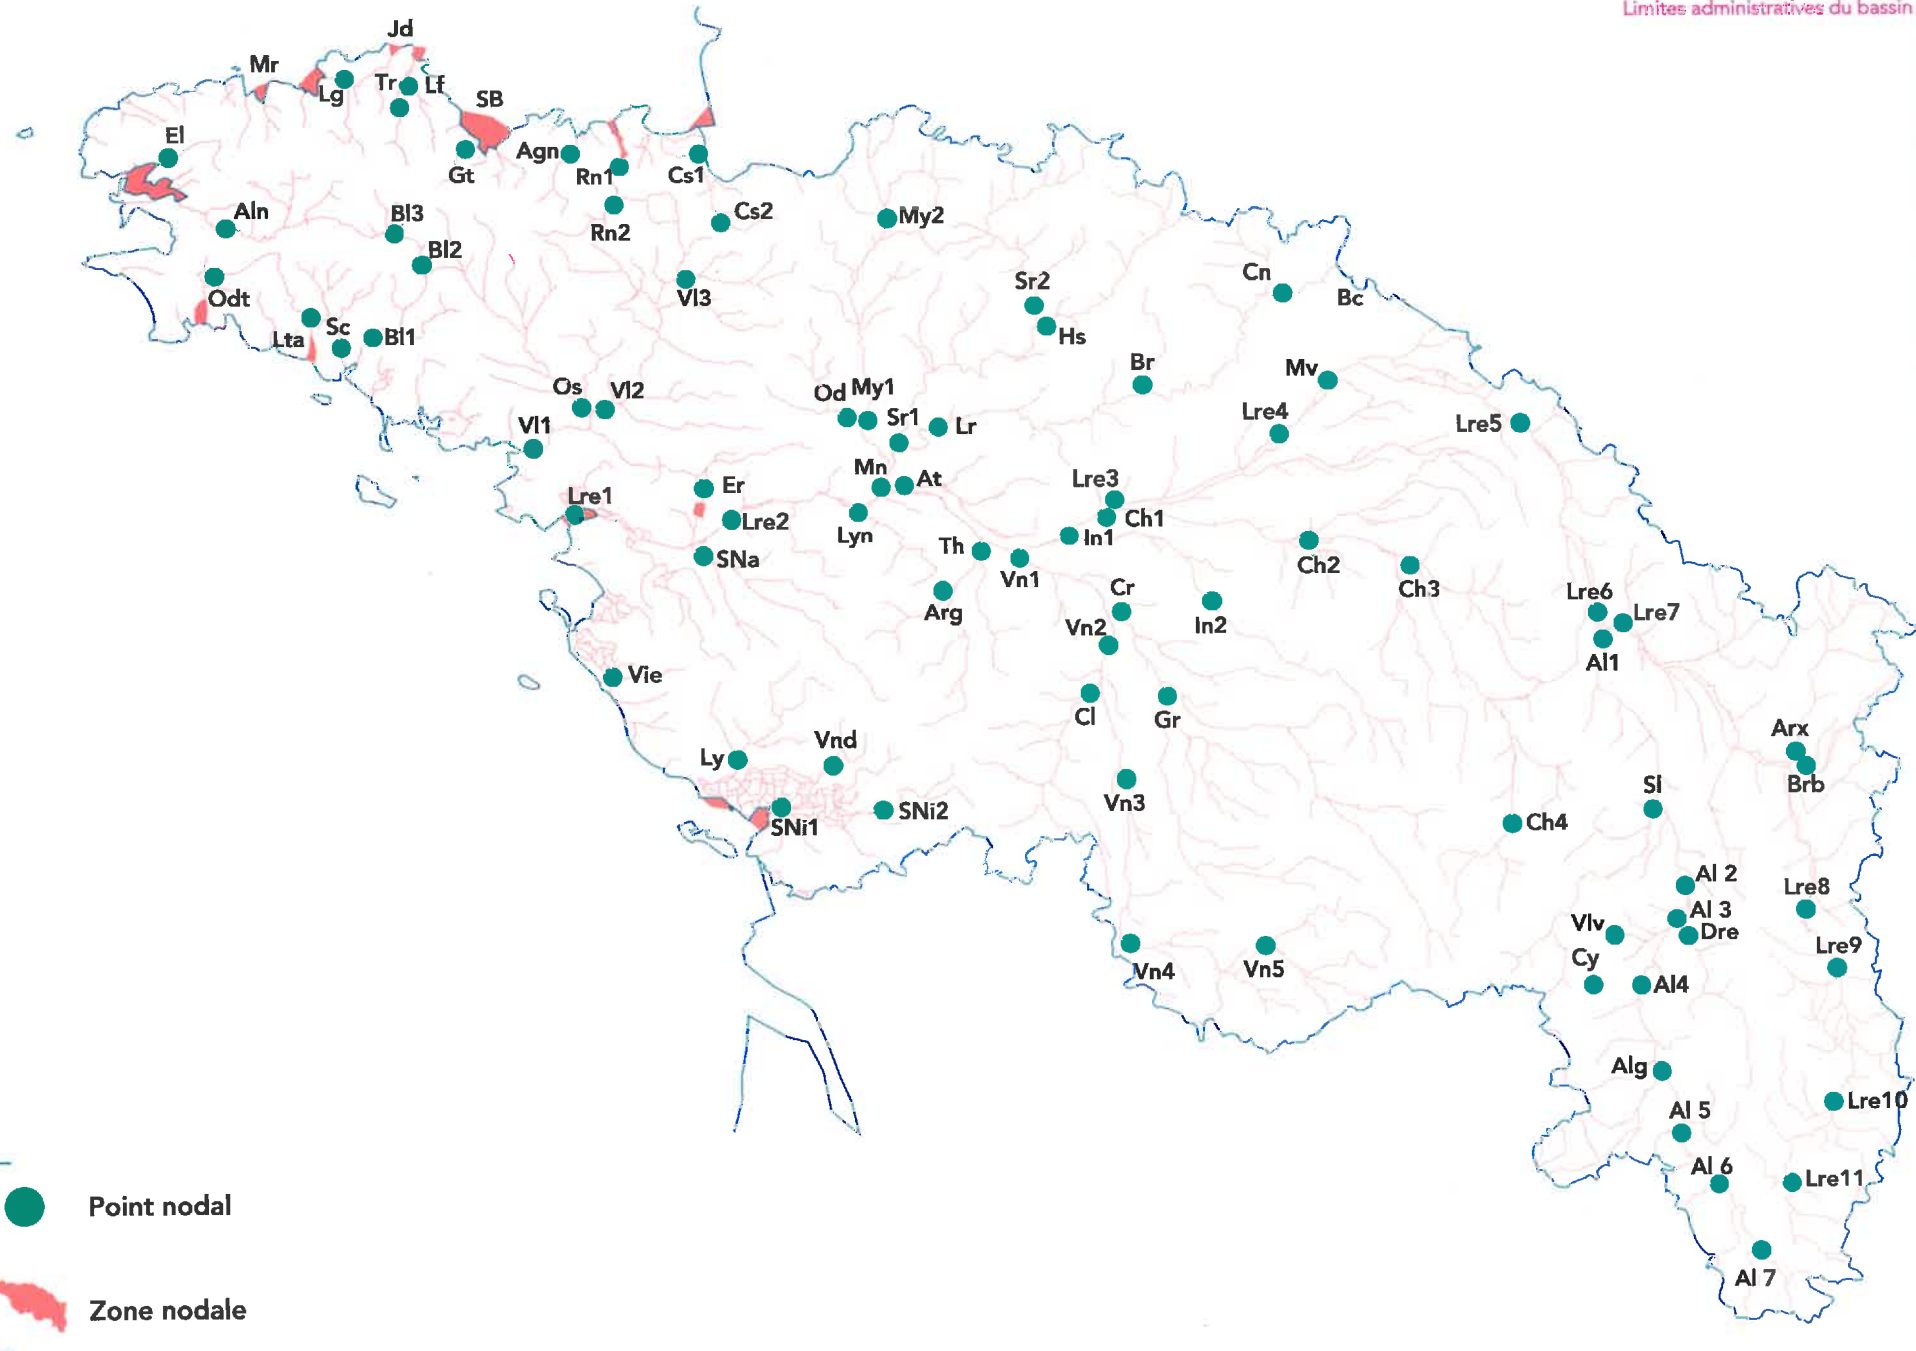 Limites administratives du bassin
Jd
Mr
Lg
Tr
Lf
SB
El
Gt
Agn
Rn1
Cs1
Aln
Bl3
Rn2
Cs2
My2
Bl2
Odt
Vl3
Sr2
Cn
Bc
Lta
Sc
Bl1
Hs
Br
Mv
Os
Vl2
Od
My1
Sr1
Lr
Lre4
Lre5
Vl1
Mn
At
Lre3
Er
Lre1
Lre2
Ch1
Lyn
In1
SNa
Th
Vn1
Ch2
Ch3
Cr
Arg
In2
Vn2
Lre6
Lre7
Al1
Vie
Cl
Gr
Arx
Ly
Vnd
Brb
Vn3
Si
SNi1
SNi2
Ch4
Al 2
Lre8
Al 3
Vlv
Dre
Lre9
Cy
Vn4
Vn5
Al4
Alg
Lre10
Al 5
Al 6
Lre11
Al 7
Point nodal
Zone nodale